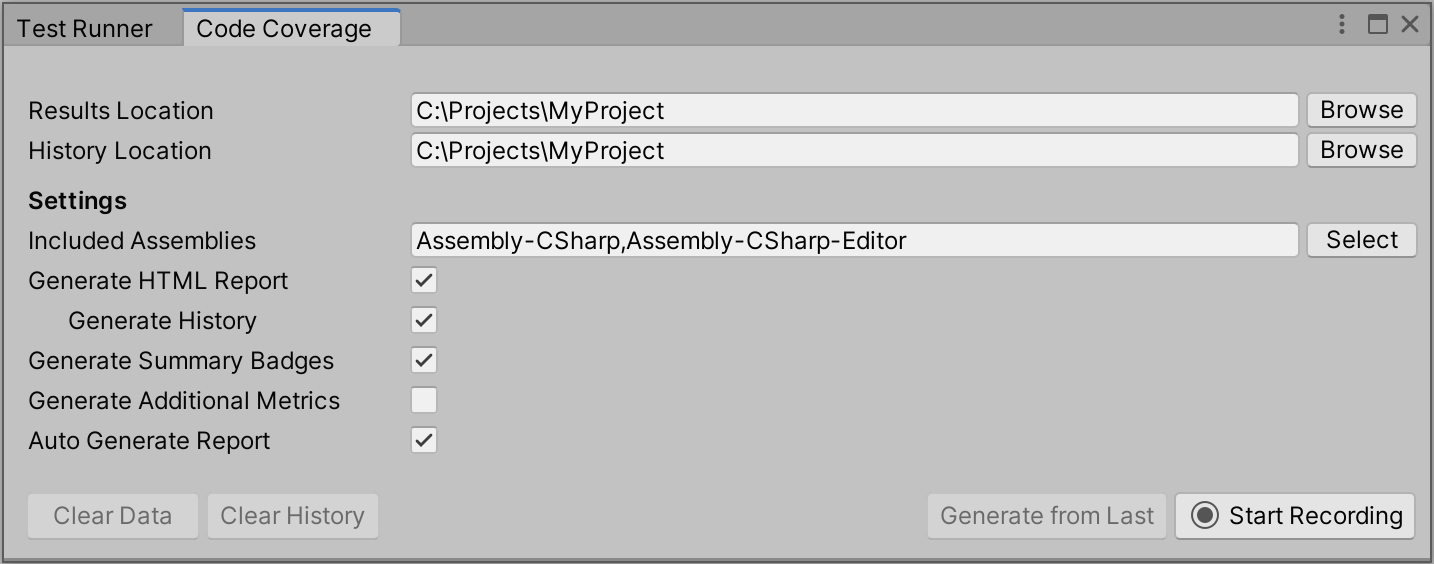 Test Runner Code Coverage
Results Location C:\Projects\MyProject Browse
History Location C:\Projects\MyProject Browse
Settings
Included Assemblies Assembly-CSharp,Assembly-CSharp-Editor Select
Generate HTML Report
Generate History
Generate Summary Badges
Generate Additional Metrics
Auto Generate Report
Clear Data Clear History Generate from Last Start Recording